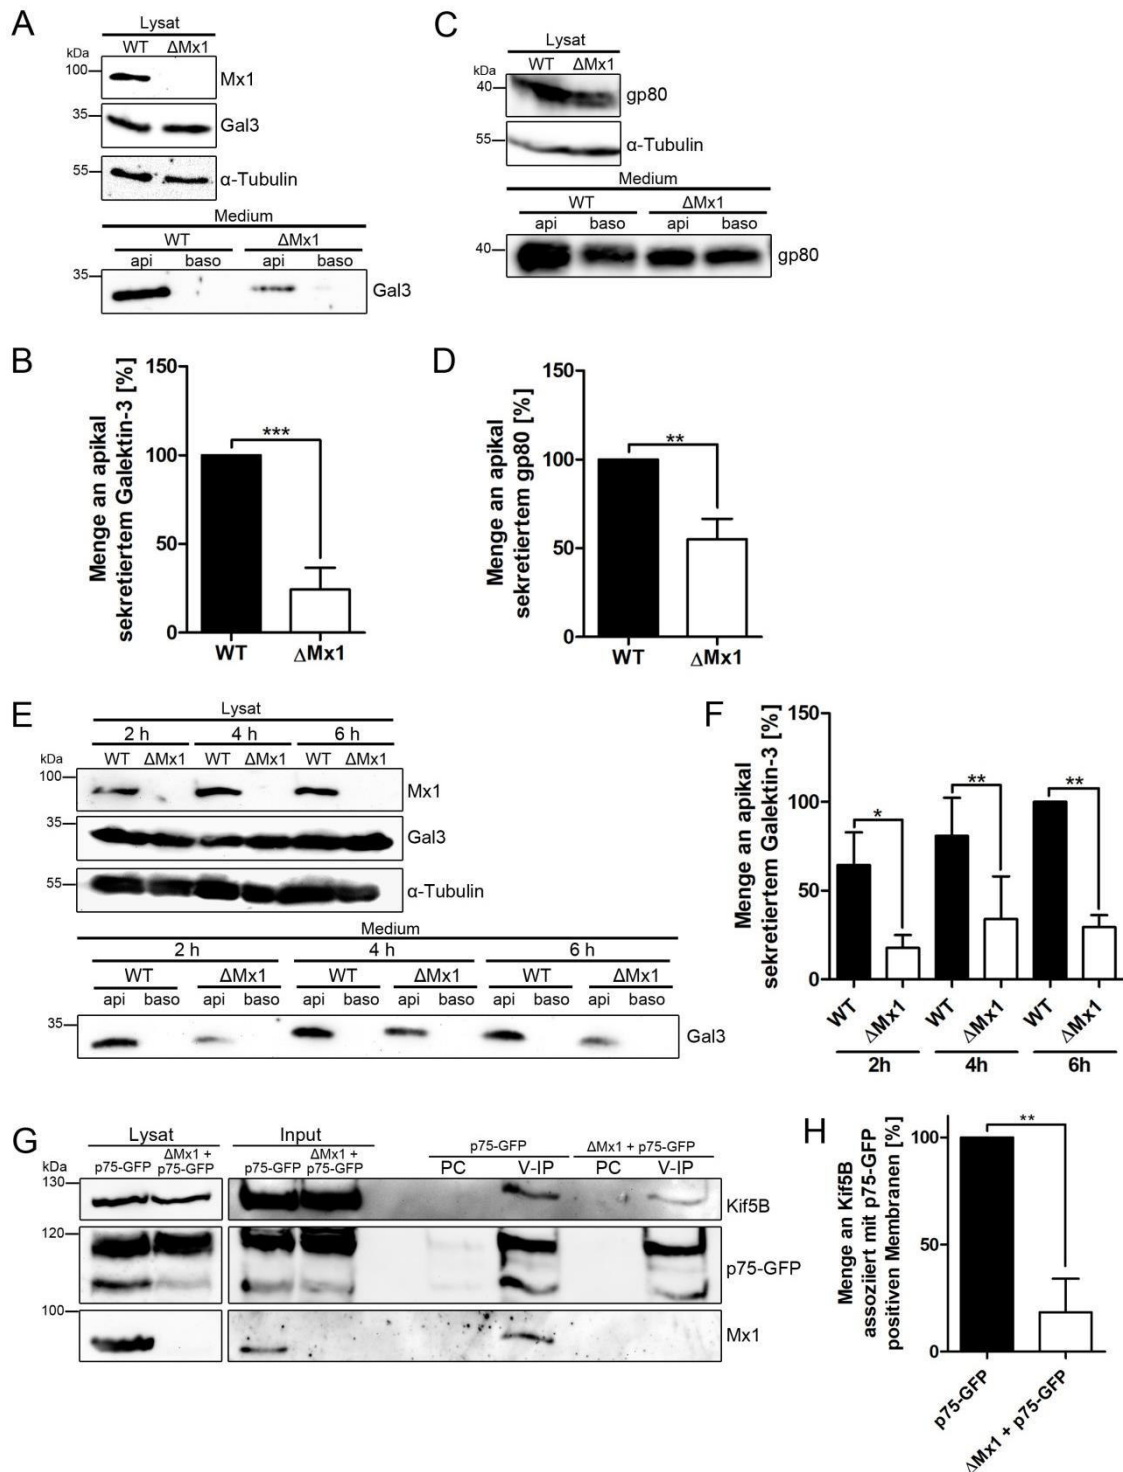 A
Lysat
kDa WT ΔMx1
100 Mx1
35 Gal3
55 α-Tubulin
Medium
WT ΔMx1
api baso api baso
35 Gal3
C
Lysat
kDa WT ΔMx1
40 gp80
55 α-Tubulin
Medium
WT ΔMx1
api baso api baso
40 gp80
B
Menge an apikal
sekretiertem Galektin-3 [%]
150
100
50
0
***
WT ΔMx1
D
Menge an apikal
sekretiertem gp80 [%]
150
100
50
0
**
WT ΔMx1
E
Lysat
2 h 4 h 6 h
kDa WT ΔMx1 WT ΔMx1 WT ΔMx1
100 Mx1
35 Gal3
55 α-Tubulin
Medium
2 h 4 h 6 h
WT ΔMx1 WT ΔMx1 WT ΔMx1
api baso api baso api baso api baso api baso api baso
35 Gal3
F
Menge an apikal
sekretiertem Galektin-3 [%]
150
100
50
0
* ** **
WT ΔMx1 WT ΔMx1 WT ΔMx1
2h 4h 6h
G
Lysat Input p75-GFP ΔMx1 + p75-GFP
kDa p75-GFP ΔMx1 + p75-GFP p75-GFP ΔMx1 + p75-GFP PC V-IP PC V-IP
130 Kif5B
120 p75-GFP
100 Mx1
H
Menge an Kif5B
assoziiert mit p75-GFP
positiven Membranen [%]
100
50
0
**
p75-GFP
ΔMx1 + p75-GFP